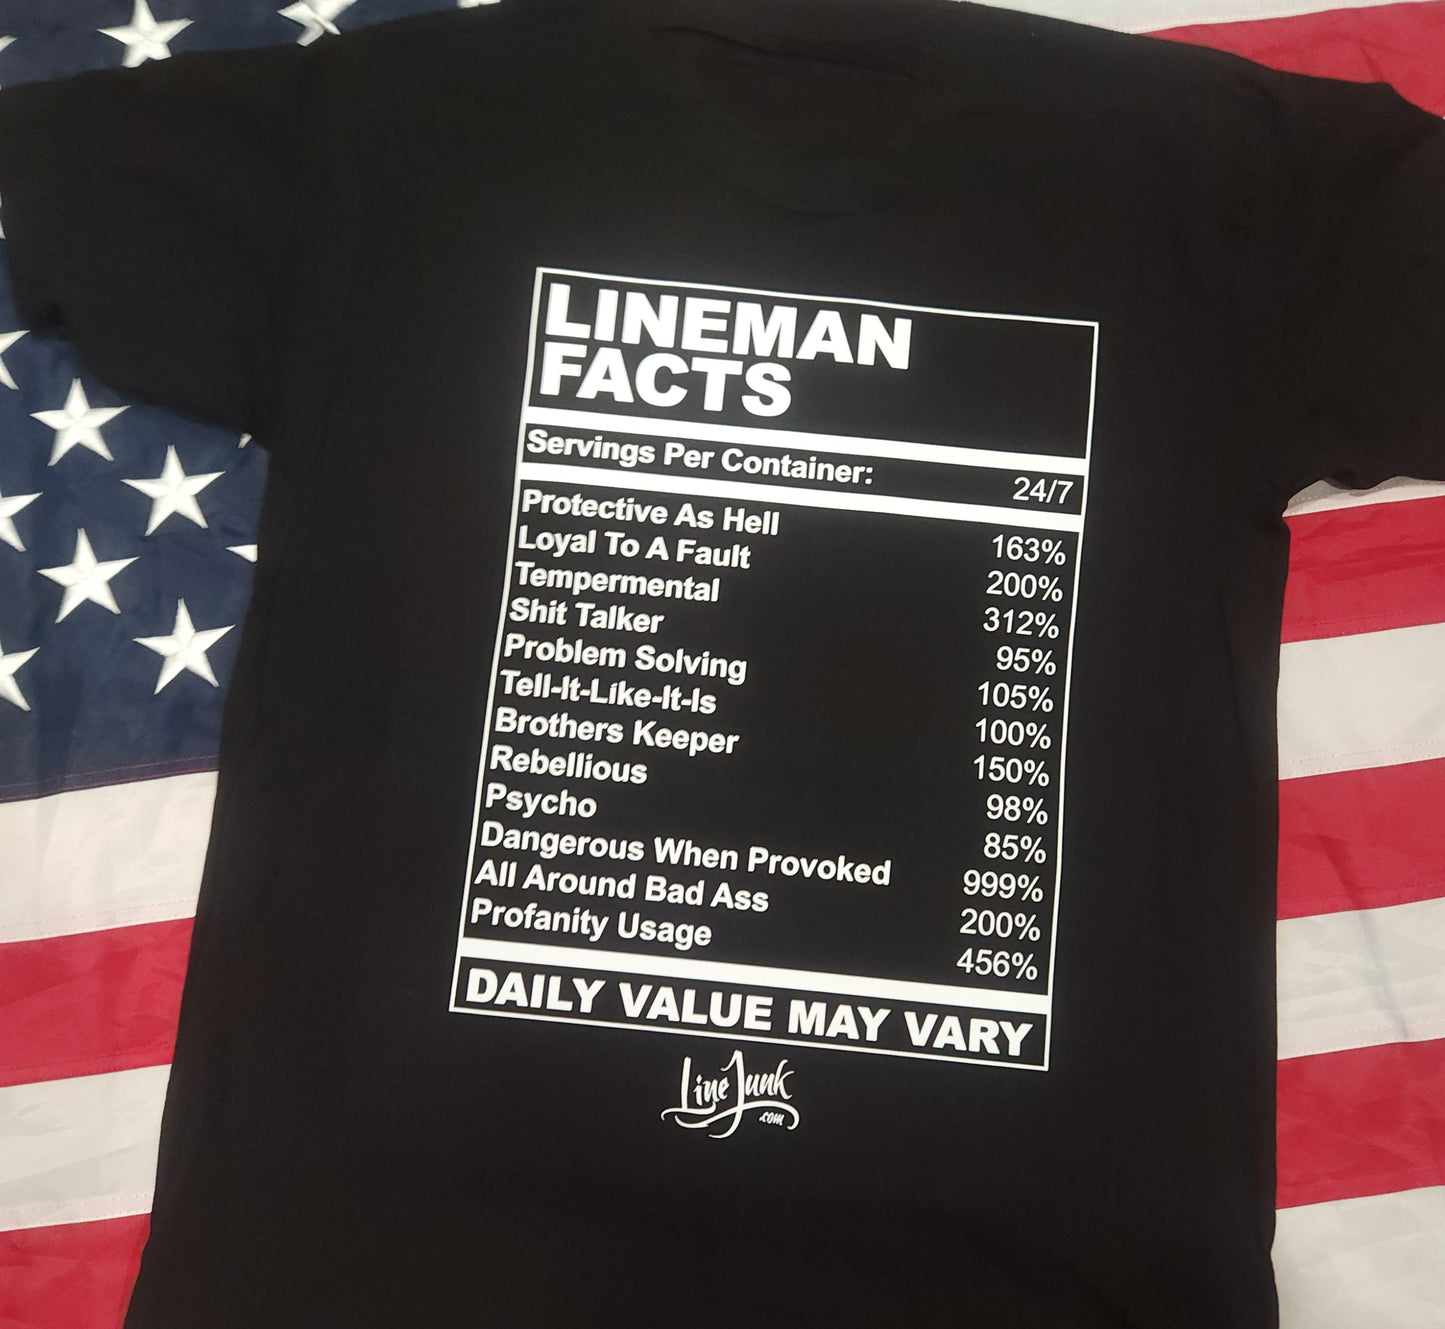 LINEMAN
FACTS
Servings Per Container: 24/7
Protective As Hell 163%
Loyal To A Fault 200%
Tempermental 312%
Shit Talker 95%
Problem Solving 105%
Tell-It-Like-It-Is 100%
Brothers Keeper 150%
Rebellious 98%
Psycho 85%
Dangerous When Provoked 999%
All Around Bad Ass 200%
Profanity Usage 456%
DAILY VALUE MAY VARY
Line Junk
.com